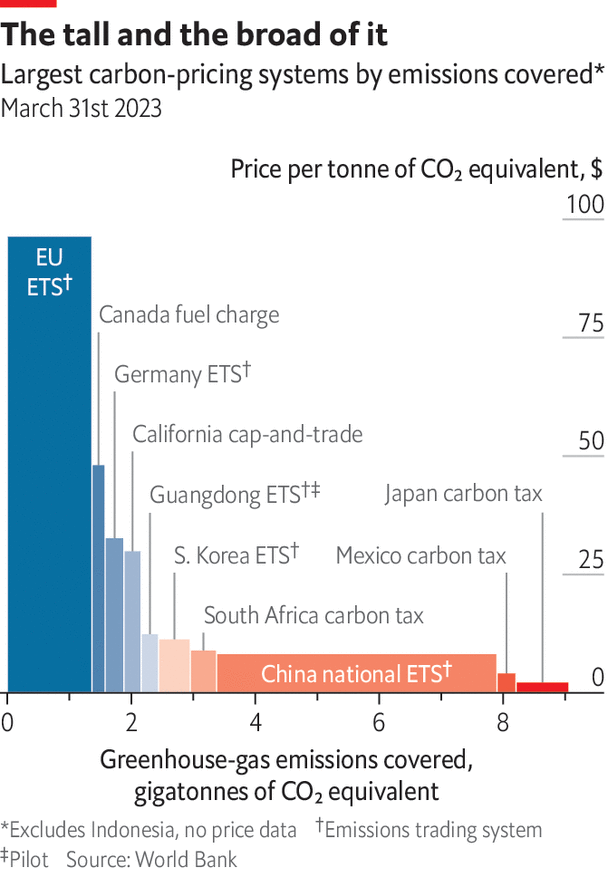 The tall and the broad of it
Largest carbon-pricing systems by emissions covered*
March 31st 2023
Price per tonne of CO₂ equivalent, $
100
EU
ETS†
Canada fuel charge
75
Germany ETS†
California cap-and-trade
50
Guangdong ETS†‡
Japan carbon tax
S. Korea ETS†
Mexico carbon tax
25
South Africa carbon tax
China national ETS†
0
0 2 4 6 8
Greenhouse-gas emissions covered,
gigatonnes of CO₂ equivalent
*Excludes Indonesia, no price data †Emissions trading system
‡Pilot Source: World Bank